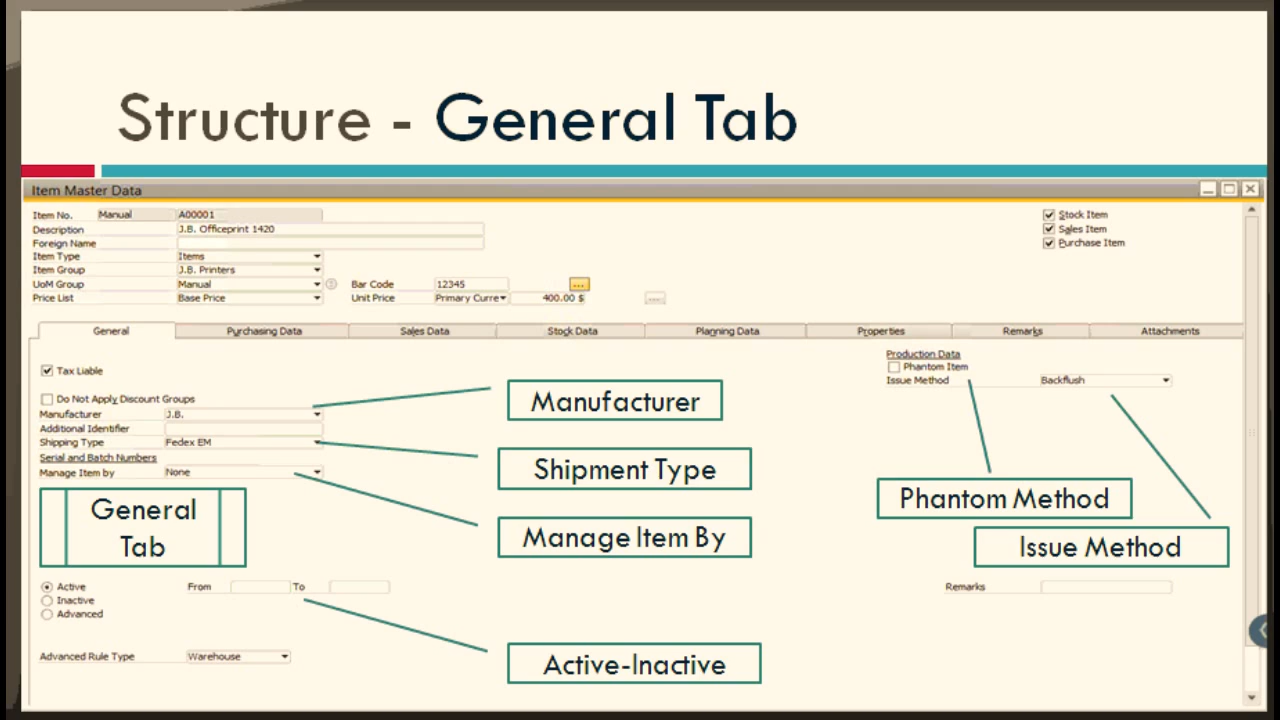 Structure - General Tab
Item Master Data
Item No. Manual A00001
Description J.B. Officeprint 1420
Foreign Name
Item Type Items
Item Group J.B. Printers
UoM Group Manual
Price List Base Price
Bar Code 12345 ...
Unit Price Primary Curre 400.00 $ ...
Stock Item
Sales Item
Purchase Item
General Purchasing Data Sales Data Stock Data Planning Data Properties Remarks Attachments
Tax Liable
Do Not Apply Discount Groups
Manufacturer J.B.
Additional Identifier
Shipping Type Fedex EM
Serial and Batch Numbers
Manage Item by None
Production Data
Phantom Item
Issue Method Backflush
Manufacturer
Shipment Type
Manage Item By
Phantom Method
Issue Method
General
Tab
Active From To
Inactive
Advanced
Remarks
Active-Inactive
Advanced Rule Type Warehouse